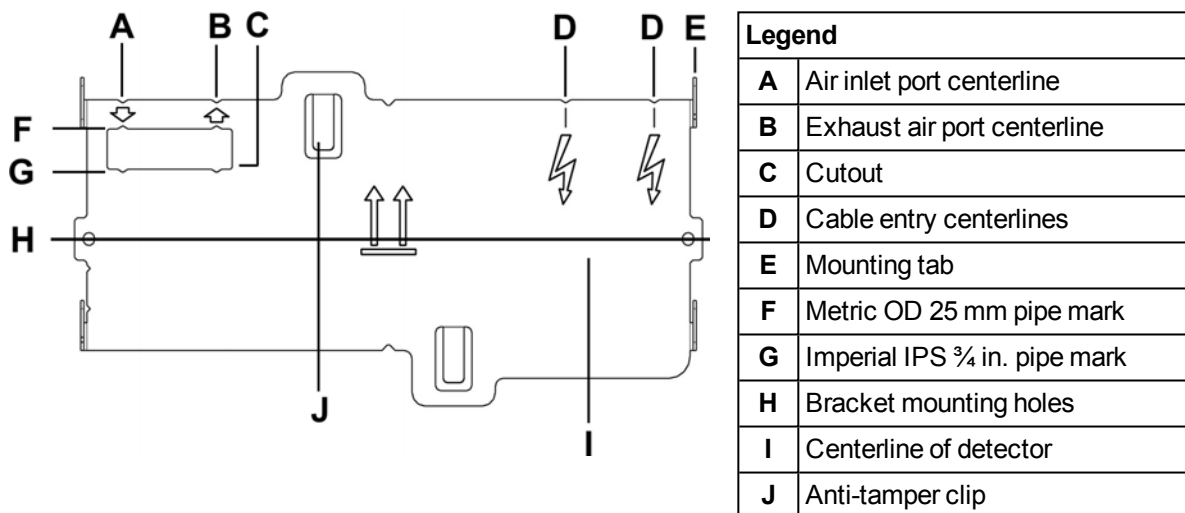 A B C D D E
F
G
H
J
I
Legend
A Air inlet port centerline
B Exhaust air port centerline
C Cutout
D Cable entry centerlines
E Mounting tab
F Metric OD 25 mm pipe mark
G Imperial IPS ¾ in. pipe mark
H Bracket mounting holes
I Centerline of detector
J Anti-tamper clip